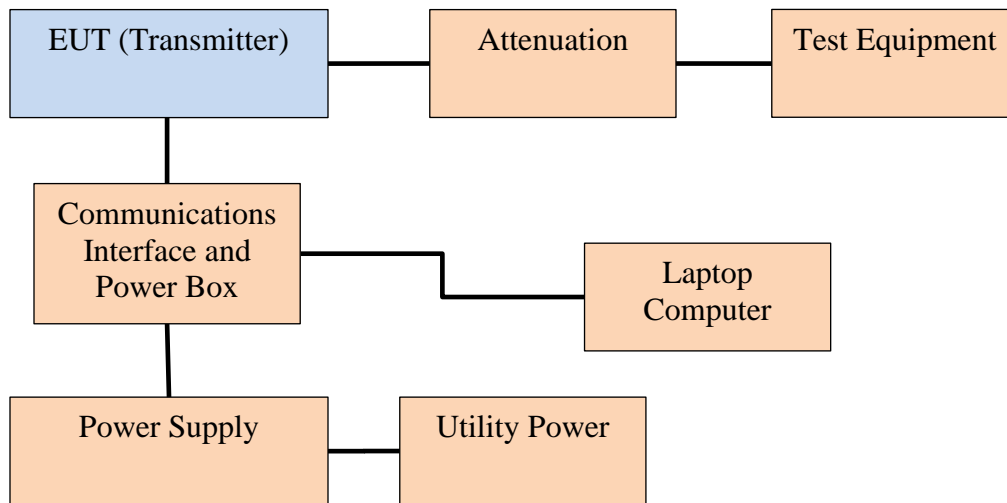 EUT (Transmitter)
Attenuation
Test Equipment
Communications
Interface and
Power Box
Laptop
Computer
Power Supply
Utility Power